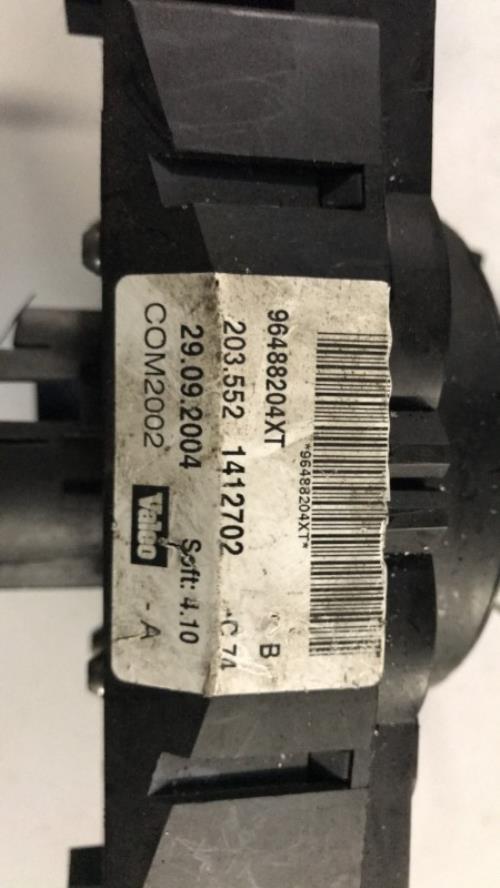 *96488204XT*
96488204XT B
203.552 1412702 C 74
29.09.2004 Soft: 4.10
COM2002 Valeo - A